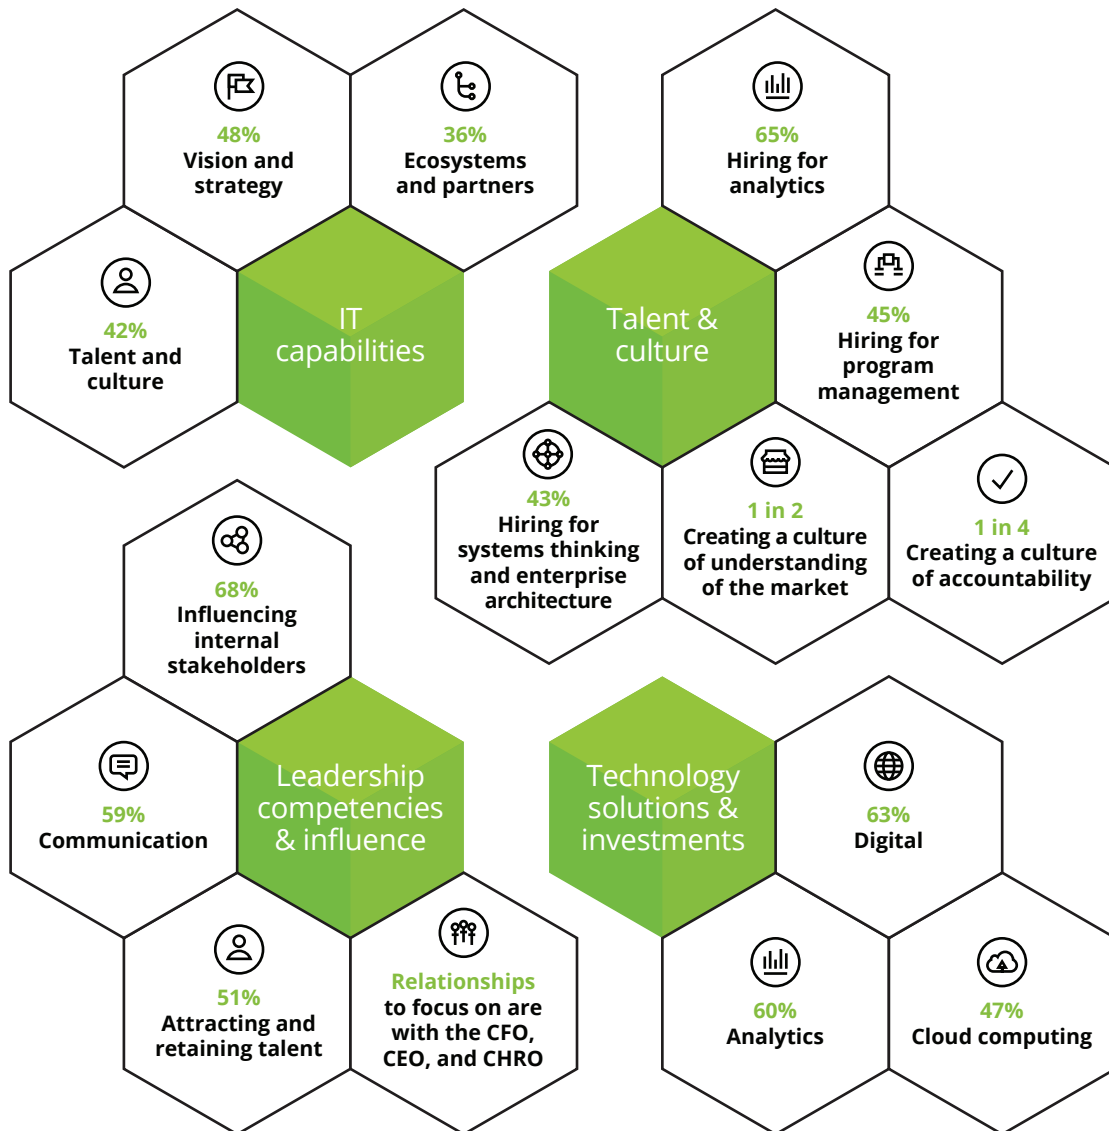 48%
Vision and
strategy
36%
Ecosystems
and partners
42%
Talent and
culture
IT
capabilities
65%
Hiring for
analytics
Talent &
culture
45%
Hiring for
program
management
43%
Hiring for
systems thinking
and enterprise
architecture
1 in 2
Creating a culture
of understanding
of the market
1 in 4
Creating a culture
of accountability
68%
Influencing
internal
stakeholders
59%
Communication
Leadership
competencies
& influence
51%
Attracting and
retaining talent
Relationships
to focus on are
with the CFO,
CEO, and CHRO
Technology
solutions &
investments
63%
Digital
60%
Analytics
47%
Cloud computing